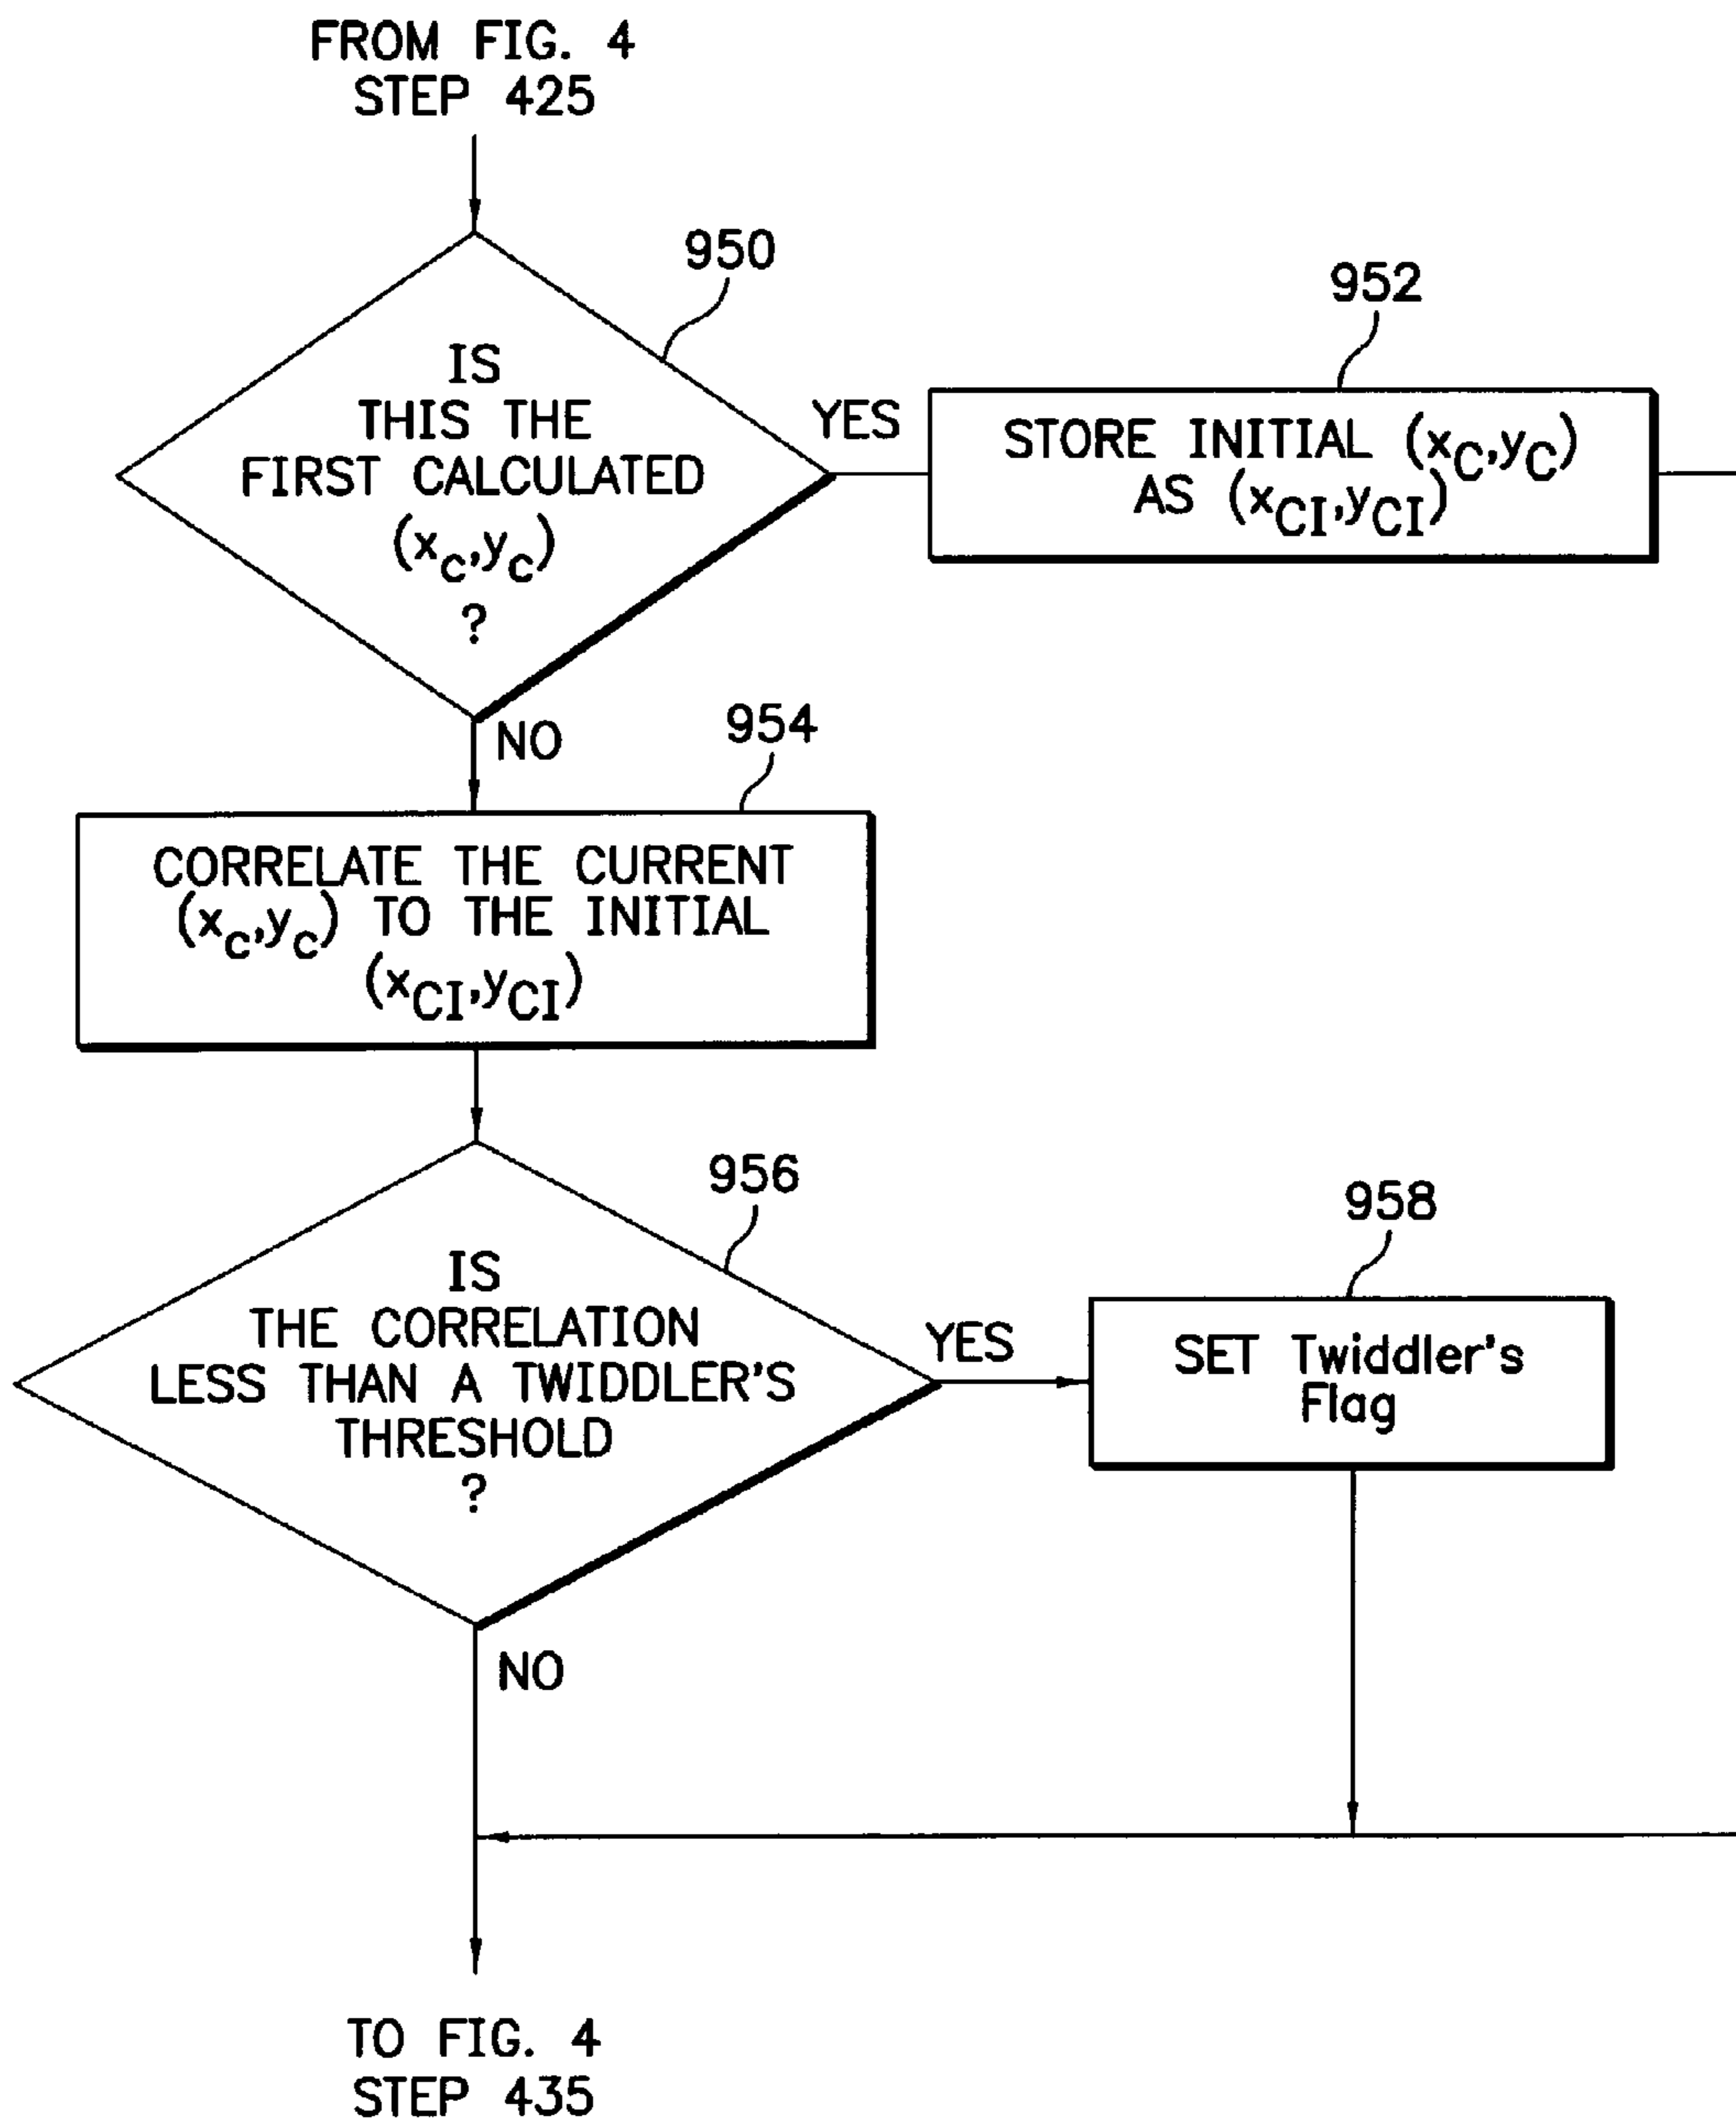 FROM FIG. 4
STEP 425
950
IS
THIS THE
FIRST CALCULATED
(xc,yc)
?
YES
952
STORE INITIAL (xC,yC)
AS (xCI,yCI)
NO
954
CORRELATE THE CURRENT
(xc,yc) TO THE INITIAL
(xCI,yCI)
956
IS
THE CORRELATION
LESS THAN A TWIDDLER'S
THRESHOLD
?
YES
958
SET Twiddler's
Flag
NO
TO FIG. 4
STEP 435